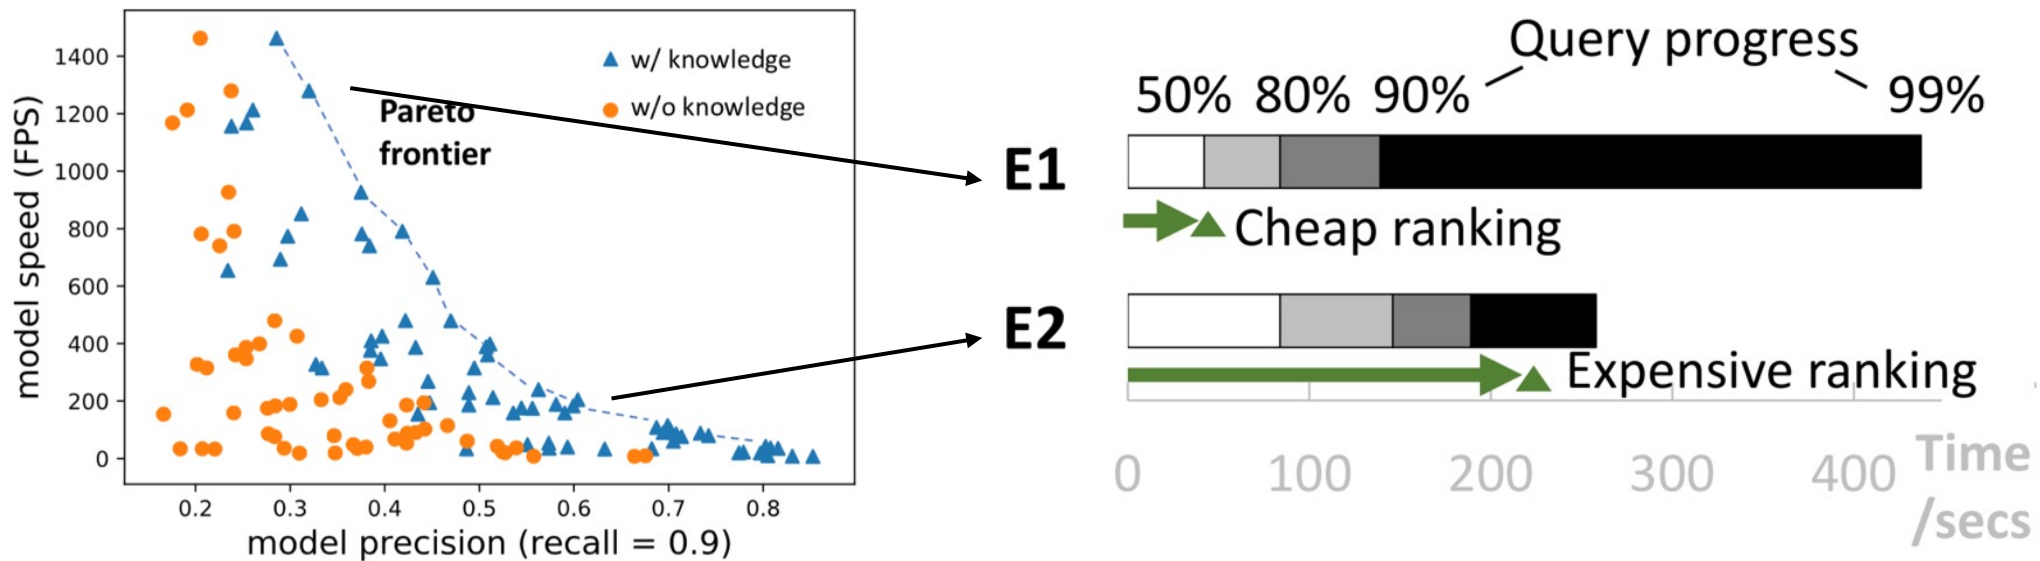 1400
1200
1000
800
600
400
200
0
model speed (FPS)
w/ knowledge
w/o knowledge
Pareto
frontier
0.2 0.3 0.4 0.5 0.6 0.7 0.8
model precision (recall = 0.9)
Query progress
50% 80% 90% 99%
E1
Cheap ranking
E2
Expensive ranking
0 100 200 300 400
Time
/secs